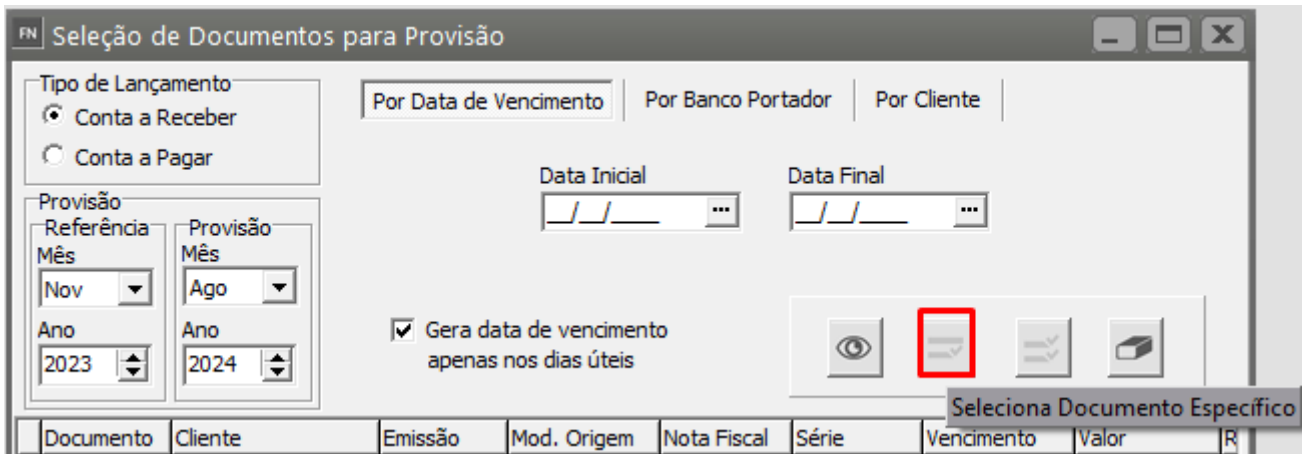 FN Seleção de Documentos para Provisão
Tipo de Lançamento
Conta a Receber
Conta a Pagar
Por Data de Vencimento
Por Banco Portador
Por Cliente
Data Inicial
Data Final
__/__/____ ...
__/__/____ ...
Provisão
Referência
Provisão
Mês
Mês
Nov
Ago
Ano
Ano
2023
2024
Gera data de vencimento
apenas nos dias úteis
Seleciona Documento Específico
Documento Cliente Emissão Mod. Origem Nota Fiscal Série Vencimento Valor R